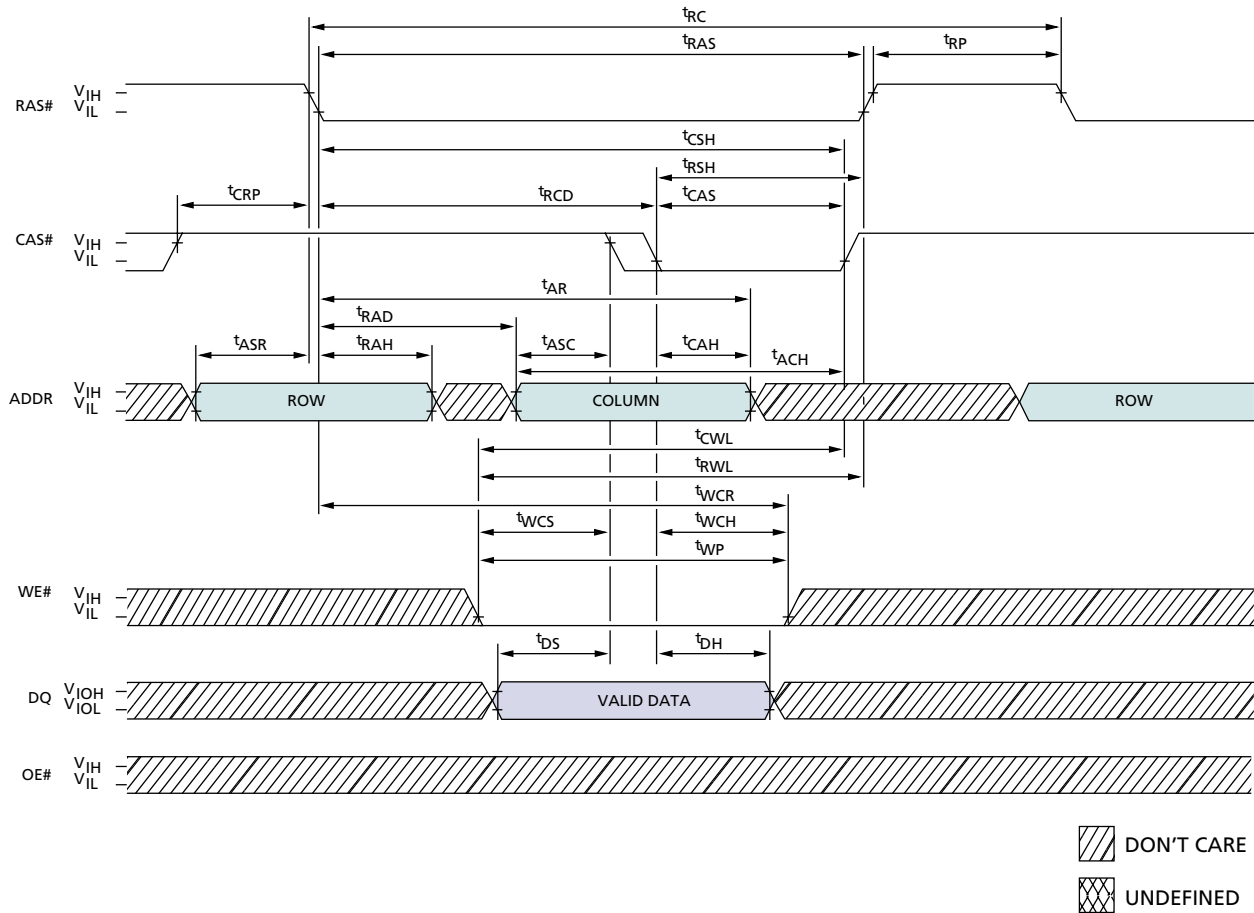 tRC
tRAS
tRP
RAS#
VIH
VIL
tCSH
tRSH
tCRP
tRCD
tCAS
CAS#
VIH
VIL
tAR
tRAD
tASR
tRAH
tASC
tCAH
tACH
ADDR
VIH
VIL
ROW
COLUMN
ROW
tCWL
tRWL
tWCR
tWCS
tWCH
tWP
WE#
VIH
VIL
tDS
tDH
DQ
VIOH
VIOL
VALID DATA
OE#
VIH
VIL
DON'T CARE
UNDEFINED